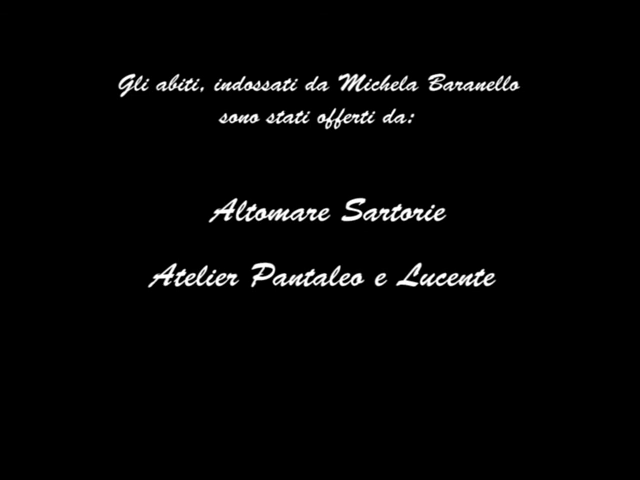 Gli abiti, indossati da Michela Baranello
sono stati offerti da:
Altomare Sartorie
Atelier Pantaleo e Lucente